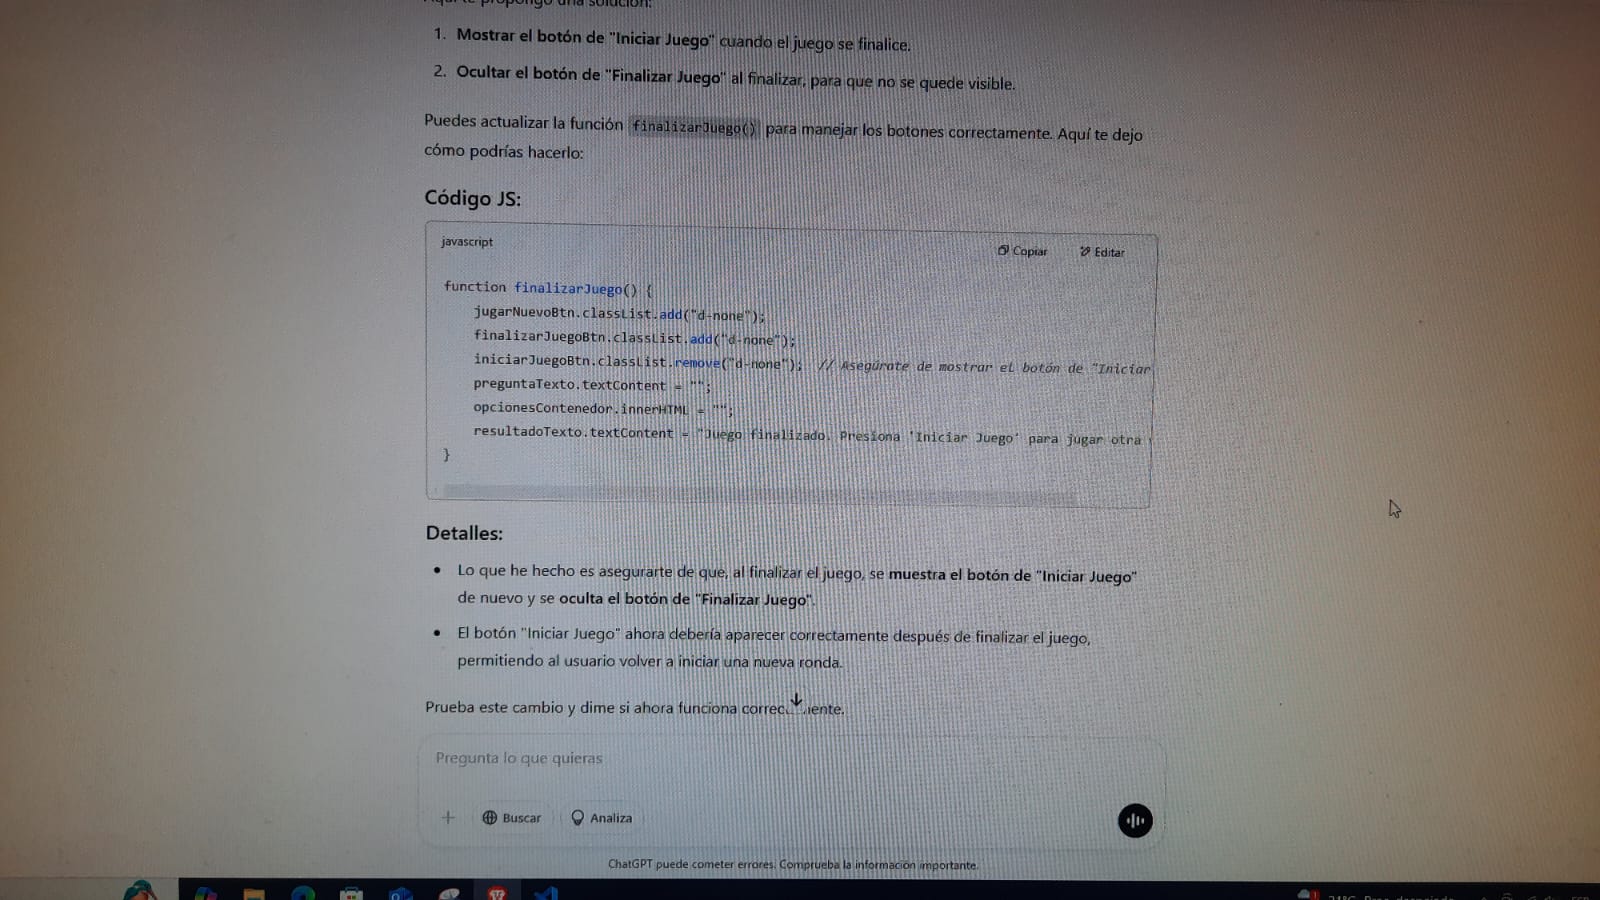 Aquí te propongo una solución:
1. Mostrar el botón de "Iniciar Juego" cuando el juego se finalice.
2. Ocultar el botón de "Finalizar Juego" al finalizar, para que no se quede visible.
Puedes actualizar la función finalizarJuego() para manejar los botones correctamente. Aquí te dejo
cómo podrías hacerlo:
Código JS:
javascript
Copiar
Editar
function finalizarJuego() {
jugarNuevoBtn.classList.add("d-none");
finalizarJuegoBtn.classList.add("d-none");
iniciarJuegoBtn.classList.remove("d-none"); // Asegúrate de mostrar el botón de "Iniciar
preguntaTexto.textContent = "";
opcionesContenedor.innerHTML = "";
resultadoTexto.textContent = "Juego finalizado. Presiona 'Iniciar Juego' para jugar otra
}
Detalles:
• Lo que he hecho es asegurarte de que, al finalizar el juego, se muestra el botón de "Iniciar Juego"
de nuevo y se oculta el botón de "Finalizar Juego".
• El botón "Iniciar Juego" ahora debería aparecer correctamente después de finalizar el juego,
permitiendo al usuario volver a iniciar una nueva ronda.
Prueba este cambio y dime si ahora funciona correc...ente.
Pregunta lo que quieras
+ Buscar Analiza
ChatGPT puede cometer errores. Comprueba la información importante.